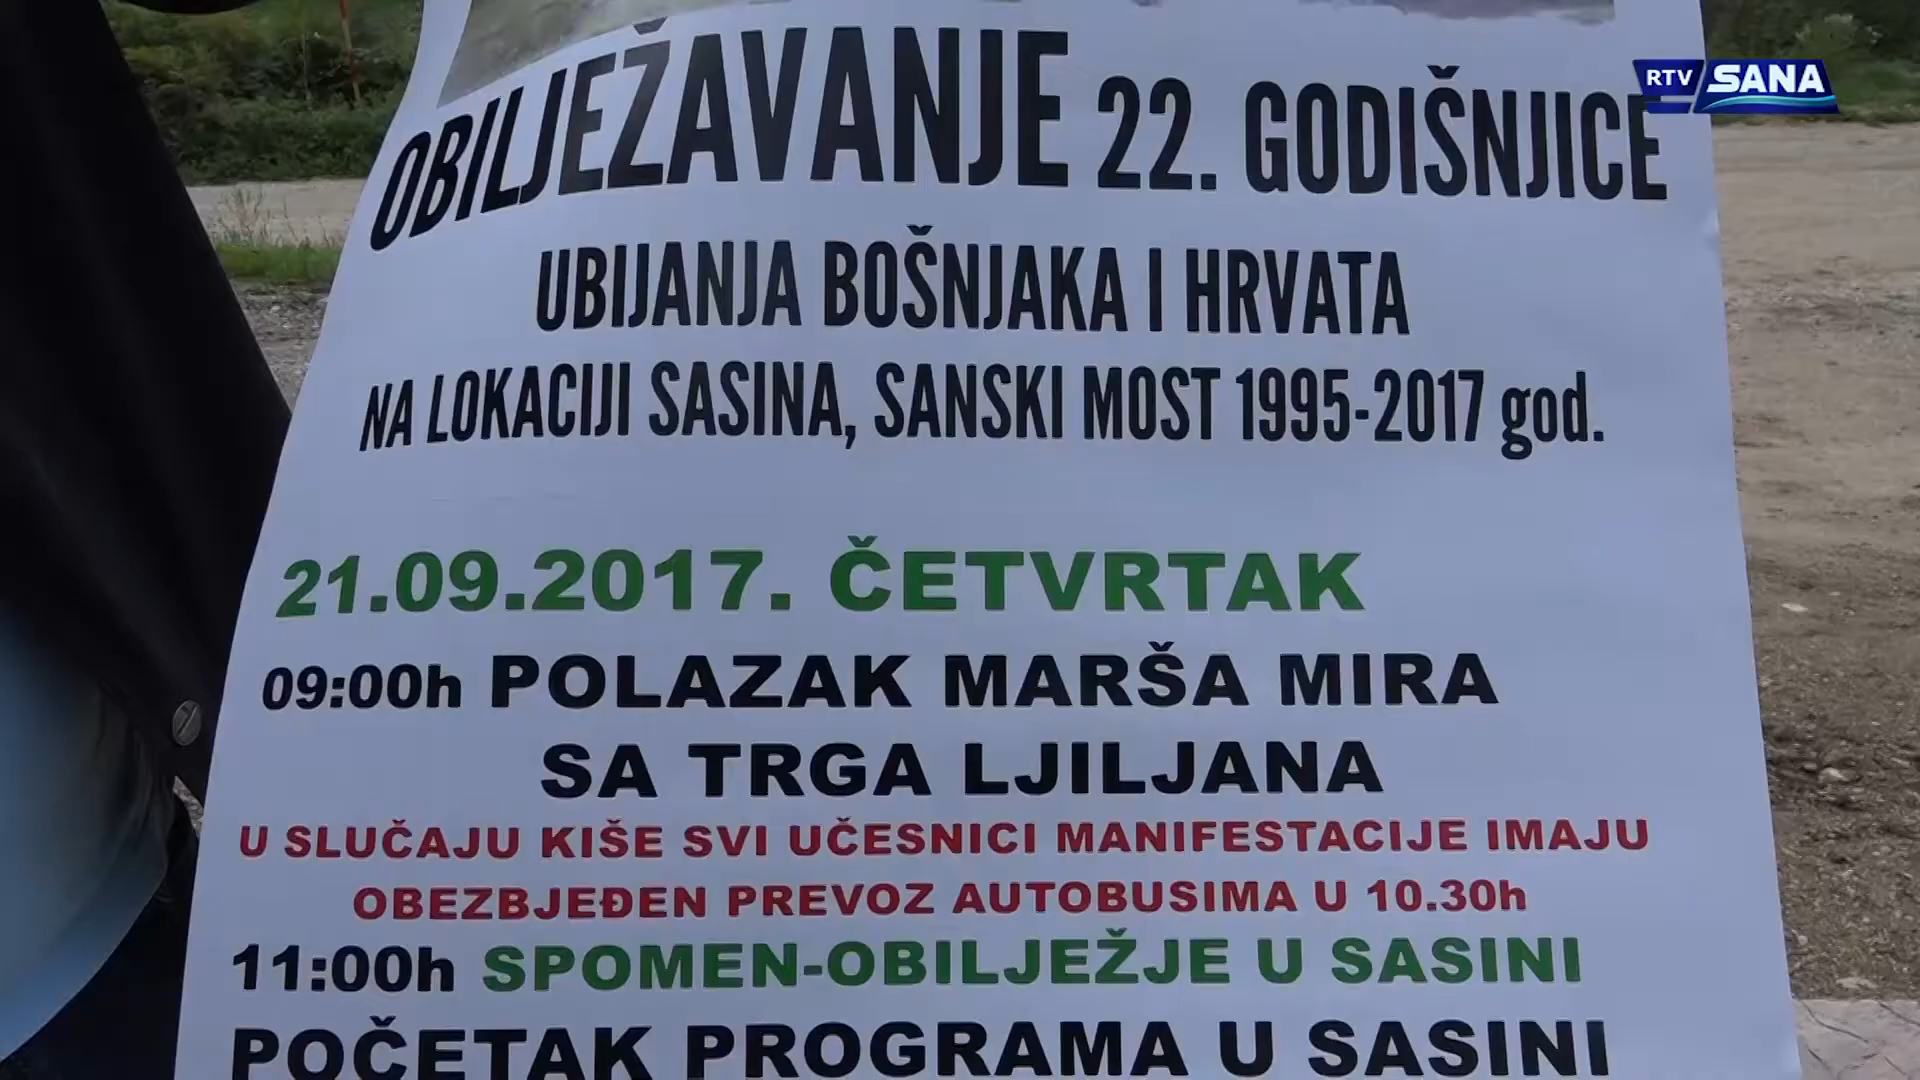 RTV SANA
OBILJEŽAVANJE 22. GODIŠNJICE
UBIJANJA BOŠNJAKA I HRVATA
NA LOKACIJI SASINA, SANSKI MOST 1995-2017 god.
21.09.2017. ČETVRTAK
09:00h POLAZAK MARŠA MIRA
SA TRGA LJILJANA
U SLUČAJU KIŠE SVI UČESNICI MANIFESTACIJE IMAJU
OBEZBJEĐEN PREVOZ AUTOBUSIMA U 10.30h
11:00h SPOMEN-OBILJEŽJE U SASINI
POČETAK PROGRAMA U SASINI